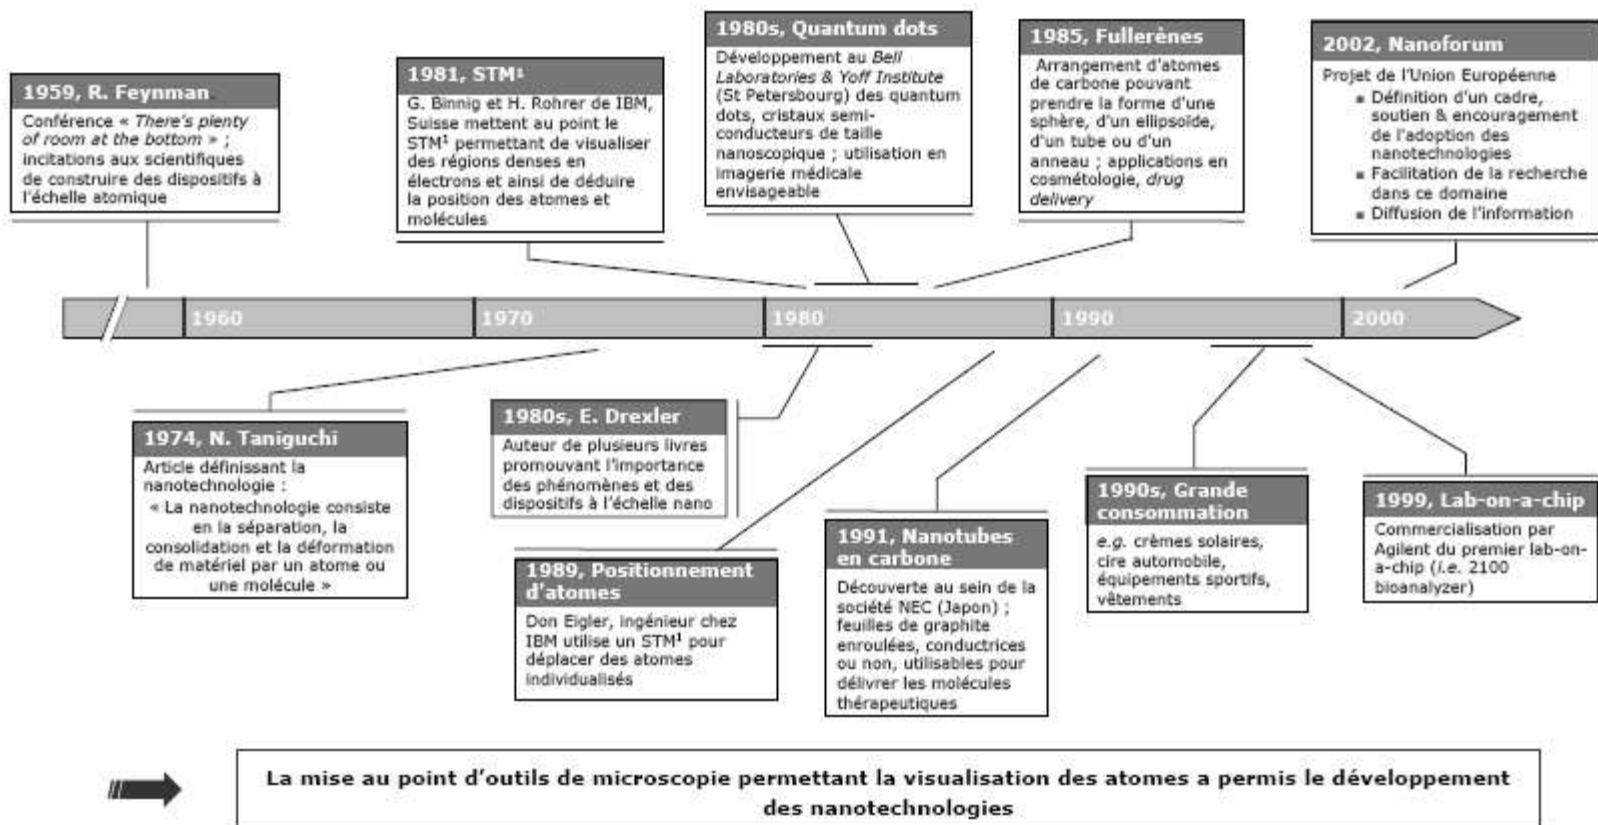 1959, R. Feynman
Conférence « There's plenty
of room at the bottom » ;
incitations aux scientifiques
de construire des dispositifs à
l'échelle atomique
1981, STM¹
G. Binnig et H. Rohrer de IBM,
Suisse mettent au point le
STM¹ permettant de visualiser
des régions denses en
électrons et ainsi de déduire
la position des atomes et
molécules
1980s, Quantum dots
Développement au Bell
Laboratories & Yoff Institute
(St Petersbourg) des quantum
dots, cristaux semi-
conducteurs de taille
nanoscopique ; utilisation en
imagerie médicale
envisageable
1985, Fullerènes
Arrangement d'atomes
de carbone pouvant
prendre la forme d'une
sphère, d'un ellipsoïde,
d'un tube ou d'un
anneau ; applications en
cosmétologie, drug
delivery
2002, Nanoforum
Projet de l'Union Européenne
▪ Définition d'un cadre,
soutien & encouragement
de l'adoption des
nanotechnologies
▪ Facilitation de la recherche
dans ce domaine
▪ Diffusion de l'information
1960
1970
1980
1990
2000
1974, N. Taniguchi
Article définissant la
nanotechnologie :
« La nanotechnologie consiste
en la séparation, la
consolidation et la déformation
de matériel par un atome ou
une molécule »
1980s, E. Drexler
Auteur de plusieurs livres
promouvant l'importance
des phénomènes et des
dispositifs à l'échelle nano
1989, Positionnement
d'atomes
Don Eigler, ingénieur chez
IBM utilise un STM¹ pour
déplacer des atomes
individualisés
1991, Nanotubes
en carbone
Découverte au sein de la
société NEC (Japon) ;
feuilles de graphite
enroulées, conductrices
ou non, utilisables pour
délivrer les molécules
thérapeutiques
1990s, Grande
consommation
e.g. crèmes solaires,
cire automobile,
équipements sportifs,
vêtements
1999, Lab-on-a-chip
Commercialisation par
Agilent du premier lab-on-
a-chip (i.e. 2100
bioanalyzer)
La mise au point d'outils de microscopie permettant la visualisation des atomes a permis le développement
des nanotechnologies